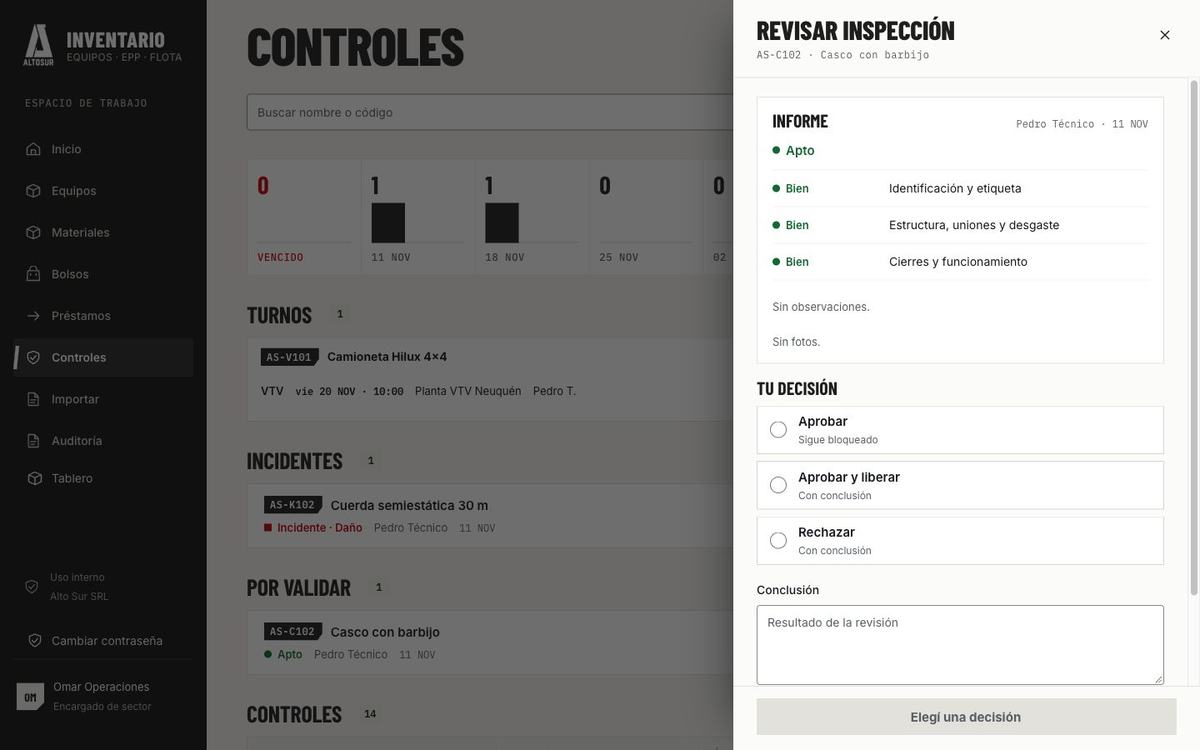 ALTOSUR
INVENTARIO
EQUIPOS · EPP · FLOTA
ESPACIO DE TRABAJO
Inicio
Equipos
Materiales
Bolsos
Préstamos
Controles
Importar
Auditoría
Tablero
Uso interno
Alto Sur SRL
Cambiar contraseña
OM
Omar Operaciones
Encargado de sector
CONTROLES
Buscar nombre o código
0
VENCIDO
1
11 NOV
1
18 NOV
0
25 NOV
0
02
TURNOS 1
AS-V101 Camioneta Hilux 4×4
VTV vie 20 NOV · 10:00 Planta VTV Neuquén Pedro T.
INCIDENTES 1
AS-K102 Cuerda semiestática 30 m
Incidente · Daño Pedro Técnico 11 NOV
POR VALIDAR 1
AS-C102 Casco con barbijo
Apto Pedro Técnico 11 NOV
CONTROLES 14
REVISAR INSPECCIÓN
AS-C102 · Casco con barbijo
INFORME
Pedro Técnico · 11 NOV
Apto
Bien Identificación y etiqueta
Bien Estructura, uniones y desgaste
Bien Cierres y funcionamiento
Sin observaciones.
Sin fotos.
TU DECISIÓN
Aprobar
Sigue bloqueado
Aprobar y liberar
Con conclusión
Rechazar
Con conclusión
Conclusión
Resultado de la revisión
Elegí una decisión